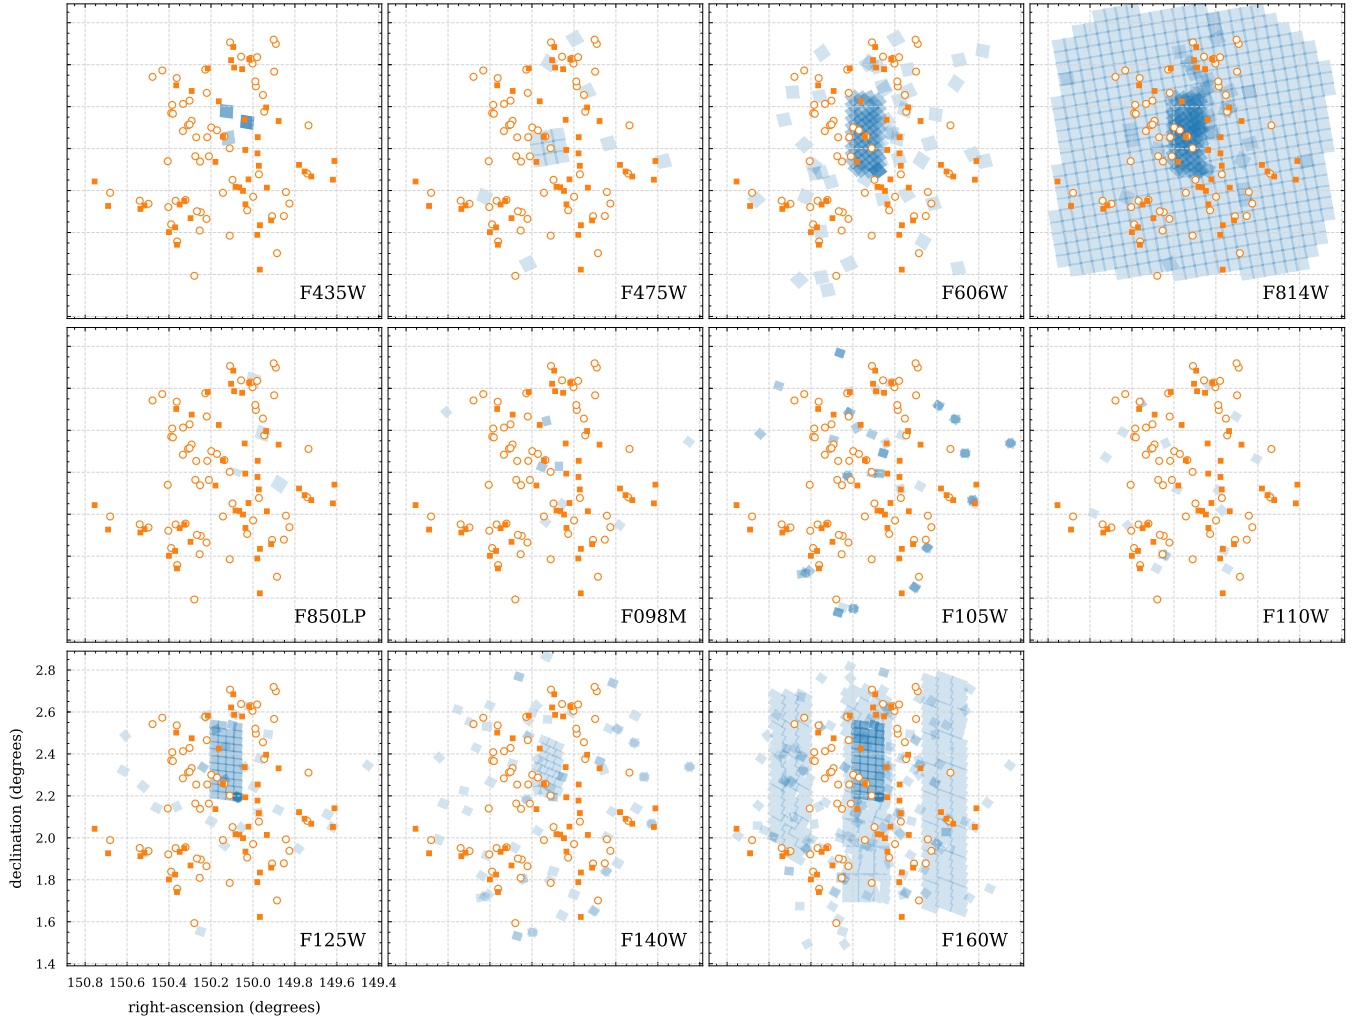 F435W
F475W
F606W
F814W
F850LP
F098M
F105W
F110W
2.8
2.6
2.4
2.2
2.0
1.8
1.6
1.4
declination (degrees)
F125W
F140W
F160W
150.8 150.6 150.4 150.2 150.0 149.8 149.6 149.4
right-ascension (degrees)